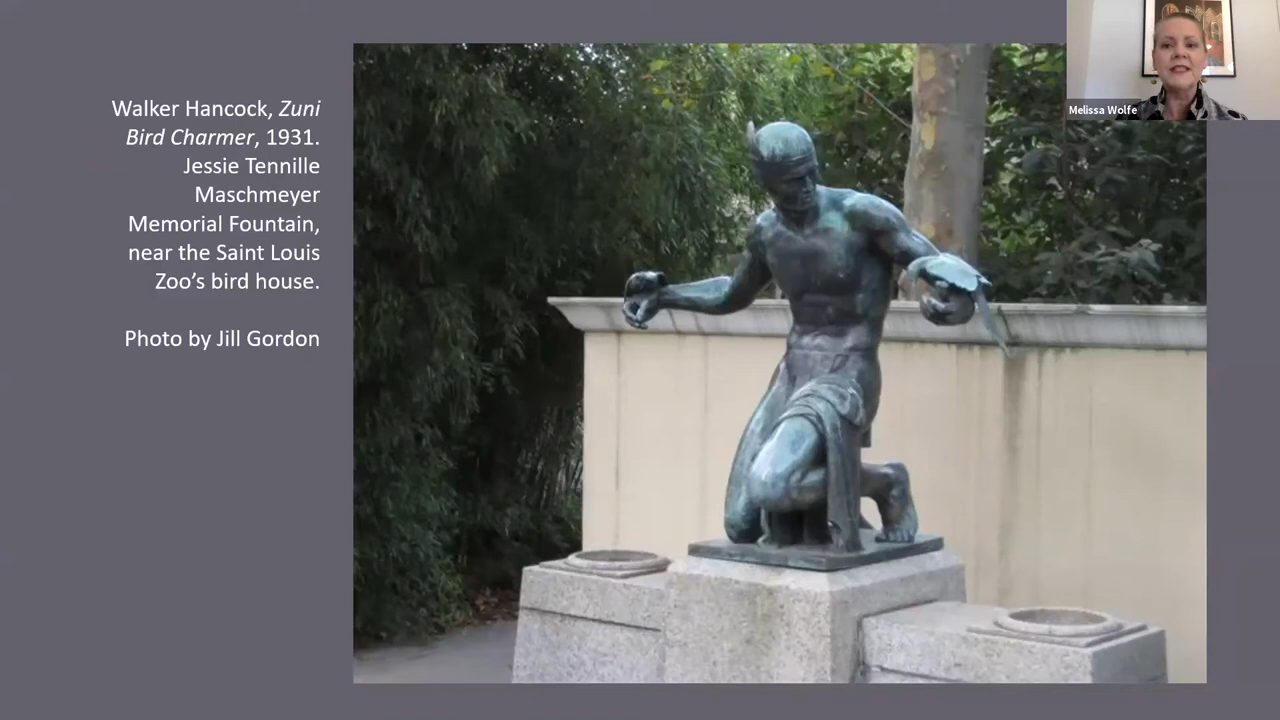 Walker Hancock, Zuni
Bird Charmer, 1931.
Jessie Tennille
Maschmeyer
Memorial Fountain,
near the Saint Louis
Zoo’s bird house.
Photo by Jill Gordon
Melissa Wolfe